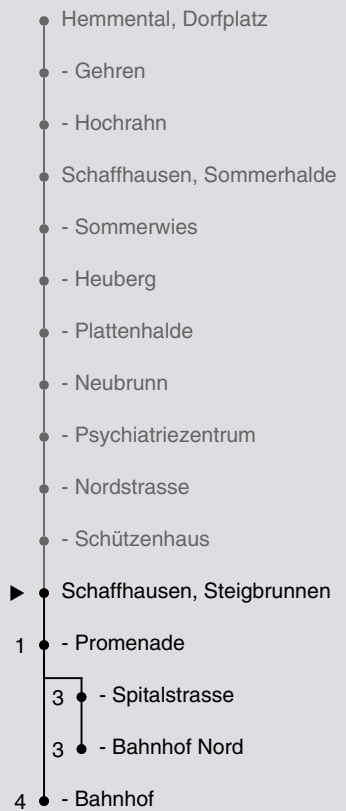 Hemmental, Dorfplatz
- Gehren
- Hochrahn
Schaffhausen, Sommerhalde
- Sommerwies
- Heuberg
- Plattenhalde
- Neubrunn
- Psychiatriezentrum
- Nordstrasse
- Schützenhaus
Schaffhausen, Steigbrunnen
1 - Promenade
3 - Spitalstrasse
3 - Bahnhof Nord
4 - Bahnhof